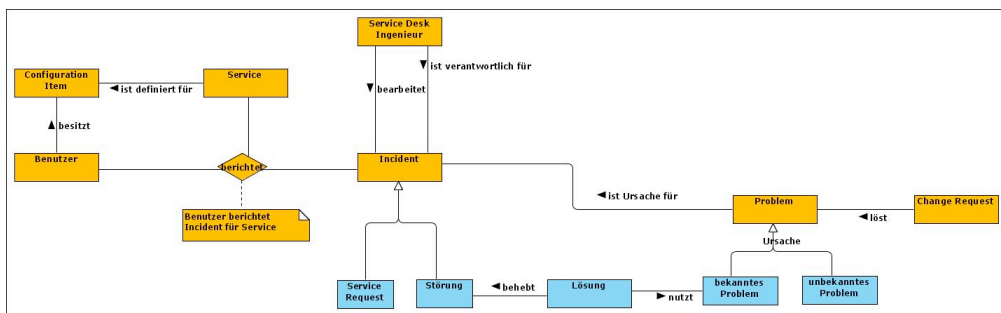 Service Desk
Ingenieur
Configuration
Item
Service
ist definiert für
ist verantwortlich für
bearbeitet
besitzt
Benutzer
berichtet
Incident
Benutzer berichtet
Incident für Service
ist Ursache für
Problem
Change Request
löst
Ursache
Service
Request
Störung
behebt
Lösung
nutzt
bekanntes
Problem
unbekanntes
Problem